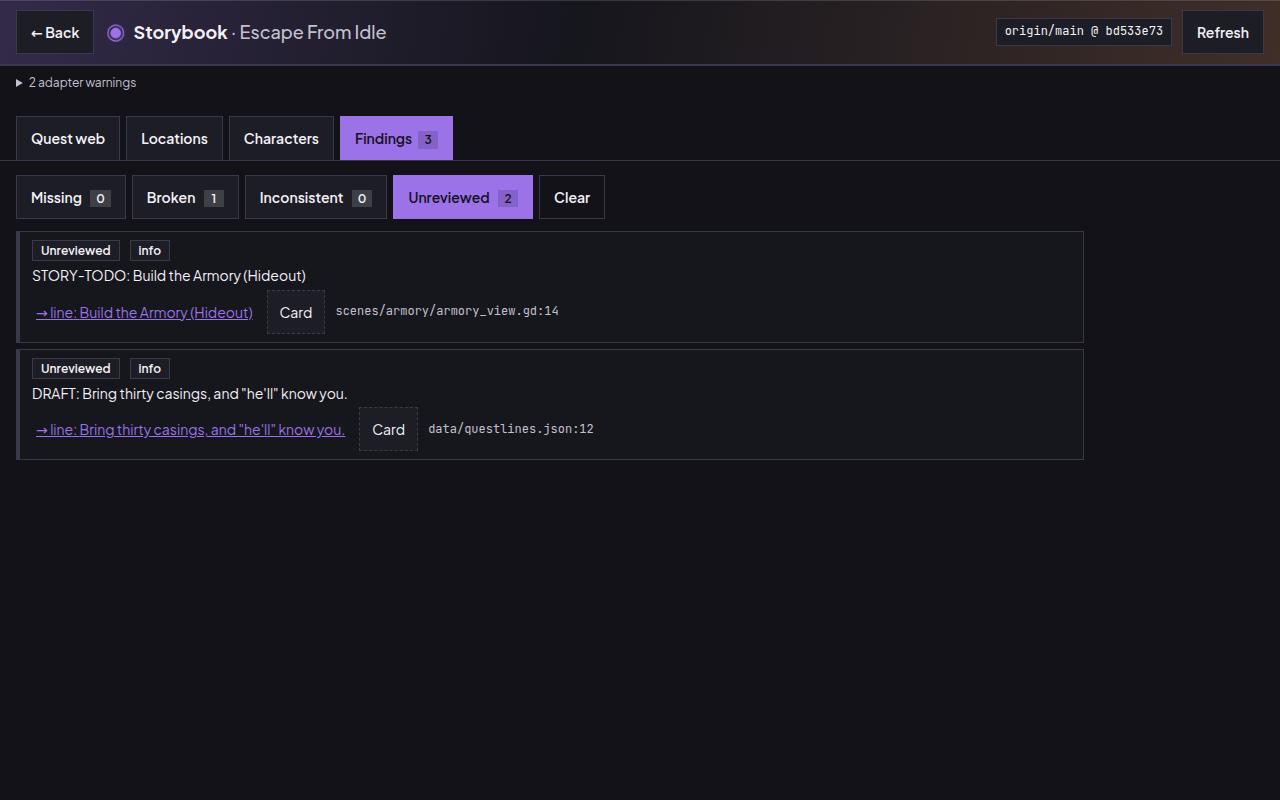 ← Back
Storybook · Escape From Idle
origin/main @ bd533e73
Refresh
▶ 2 adapter warnings
Quest web
Locations
Characters
Findings 3
Missing 0
Broken 1
Inconsistent 0
Unreviewed 2
Clear
Unreviewed info
STORY-TODO: Build the Armory (Hideout)
→ line: Build the Armory (Hideout) Card scenes/armory/armory_view.gd:14
Unreviewed info
DRAFT: Bring thirty casings, and "he'll" know you.
→ line: Bring thirty casings, and "he'll" know you. Card data/questlines.json:12